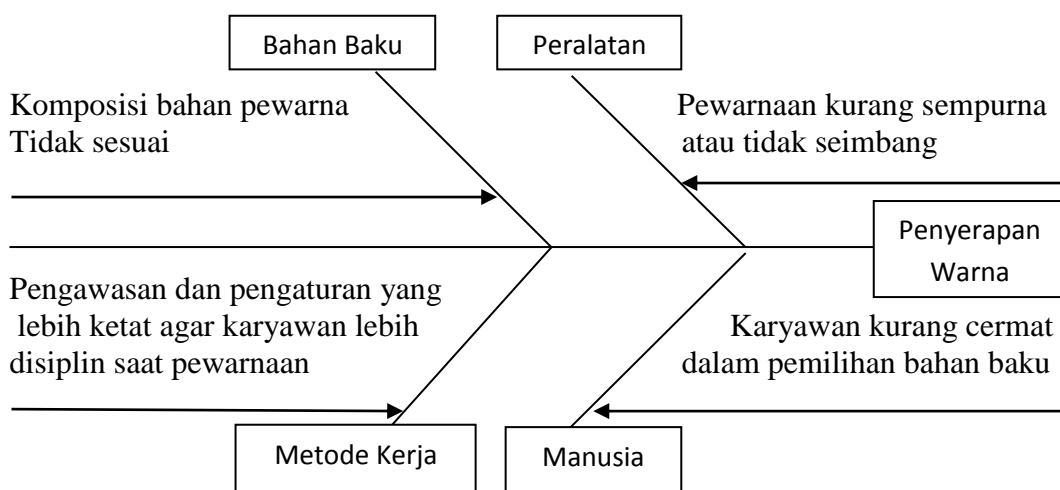 Bahan Baku
Peralatan
Komposisi bahan pewarna
Tidak sesuai
Pewarnaan kurang sempurna
atau tidak seimbang
Penyerapan
Warna
Pengawasan dan pengaturan yang
lebih ketat agar karyawan lebih
disiplin saat pewarnaan
Karyawan kurang cermat
dalam pemilihan bahan baku
Metode Kerja
Manusia